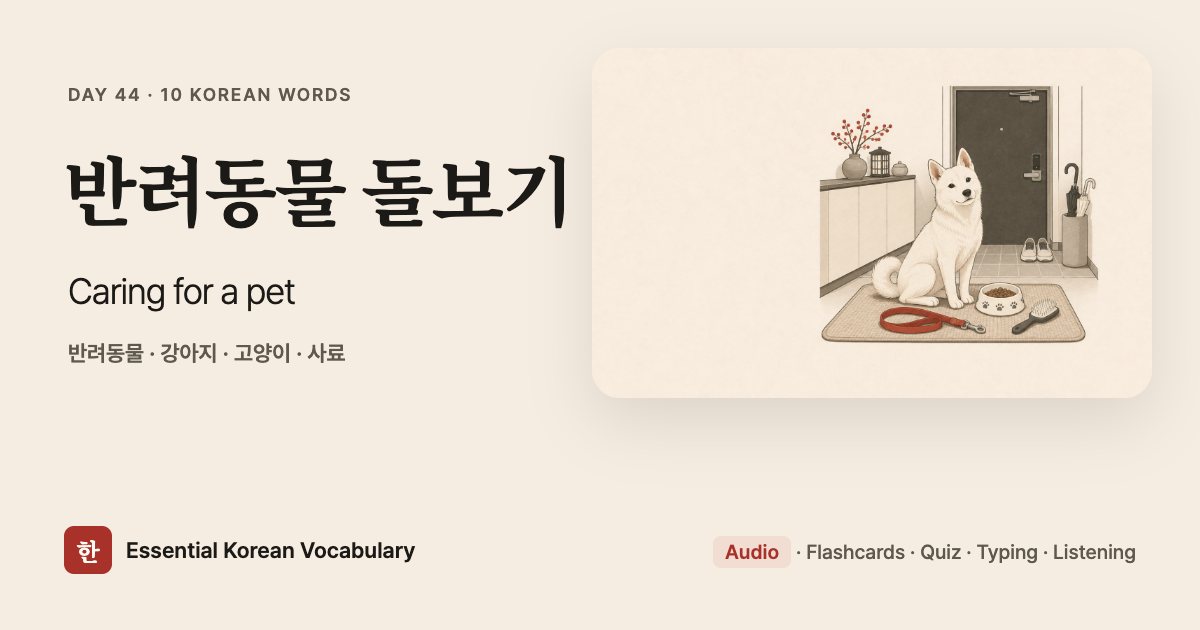 DAY 44 · 10 KOREAN WORDS
반려동물 돌보기
Caring for a pet
반려동물 · 강아지 · 고양이 · 사료
한 Essential Korean Vocabulary
Audio · Flashcards · Quiz · Typing · Listening